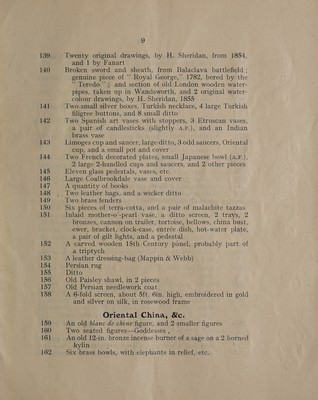 9
139 Twenty original drawings, by H. Sheridan, from 1854,
and 1 by Fanart
140 Broken sword and sheath, from Balaclava battlefield ;
genuine piece of " Royal George," 1782, bored by the
" Teredo " ; and section of old London wooden water-
pipes, taken up in Wandsworth, and 2 original water-
colour drawings, by H. Sheridan, 1855
141 Two small silver boxes, Turkish necklace, 4 large Turkish
filigree buttons, and 8 small ditto
142 Two Spanish art vases with stoppers, 3 Etruscan vases,
a pair of candlesticks (slightly A.F.), and an Indian
brass vase
143 Limoges cup and saucer, large ditto, 3 odd saucers, Oriental
cup, and a small pot and cover
144 Two French decorated plates, small Japanese bowl (A.F.),
2 large 2-handled cups and saucers, and 2 other pieces
145 Eleven glass pedestals, vases, etc.
146 Large Coalbrookdale vase and cover
147 A quantity of books
148 Two leather bags, and a wicker ditto
149 Two brass fenders
150 Six pieces of terra-cotta, and a pair of malachite tazzas
151 Inlaid mother-o'-pearl vase, a ditto screen, 2 trays, 2
bronzes, cannon on trailer, tortoise, bellows, china bust,
ewer, bracket, clock-case, entrée dish, hot-water plate,
a pair of gilt lights, and a pedestal
152 A carved wooden 15th Century panel, probably part of
a triptych
153 A leather dressing-bag (Mappin & Webb)
154 Persian rug
155 Ditto
156 Old Paisley shawl, in 2 pieces
157 Old Persian needlework coat
158 A 6-fold screen, about 5ft. 6in. high, embroidered in gold
and silver on silk, in rosewood frame
Oriental China, &c.
159 An old blanc de chine figure, and 2 smaller figures
160 Two seated figures—Goddesses
161 An old 12-in. bronze incense burner of a sage on a 2 horned
kylin
162 Six brass bowls, with elephants in relief, etc.